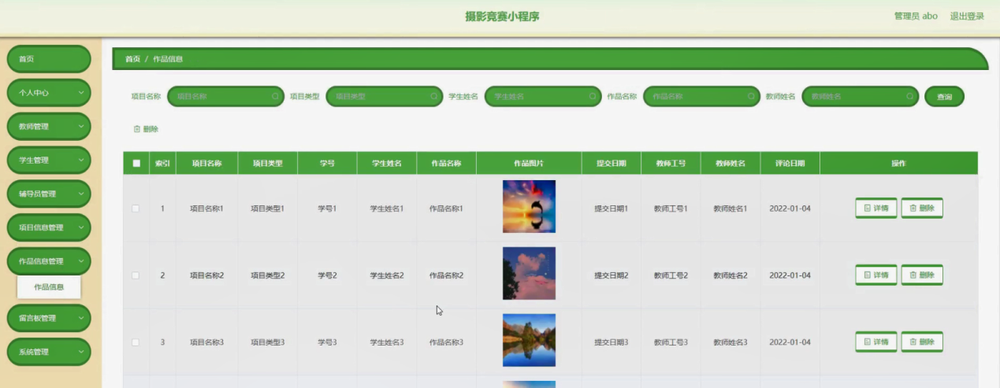 摄影竞赛小程序
管理员 abo 退出登录
首页
个人中心
教师管理
学生管理
辅导员管理
项目信息管理
作品信息管理
作品信息
留言板管理
系统管理
首页 / 作品信息
项目名称 项目名称 项目类型 项目类型 学生姓名 学生姓名 作品名称 作品名称 教师姓名 教师姓名 查询
删除
索引 项目名称 项目类型 学号 学生姓名 作品名称 作品图片 提交日期 教师工号 教师姓名 评论日期 操作
1 项目名称1 项目类型1 学号1 学生姓名1 作品名称1 提交日期1 教师工号1 教师姓名1 2022-01-04 详情 删除
2 项目名称2 项目类型2 学号2 学生姓名2 作品名称2 提交日期2 教师工号2 教师姓名2 2022-01-04 详情 删除
3 项目名称3 项目类型3 学号3 学生姓名3 作品名称3 提交日期3 教师工号3 教师姓名3 2022-01-04 详情 删除